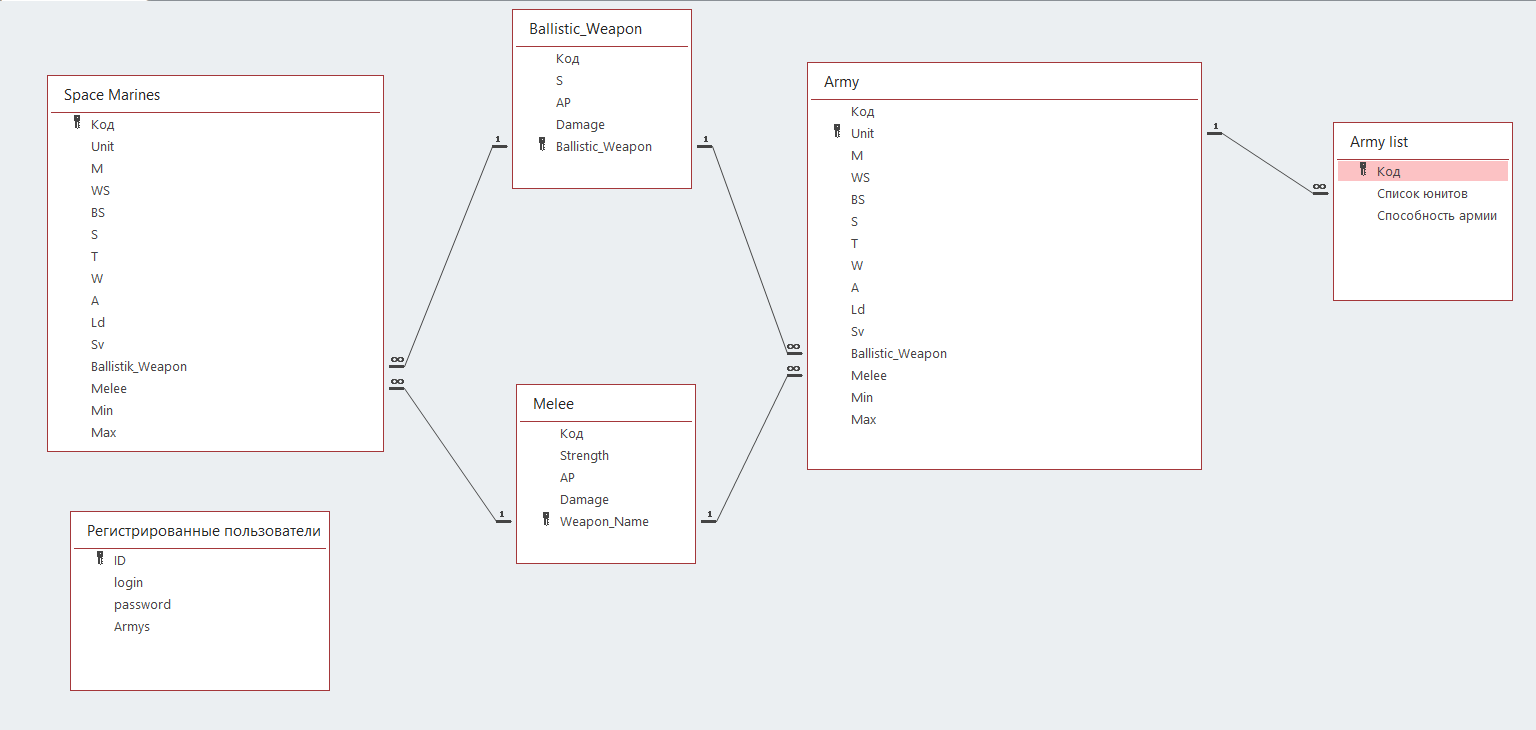 Space Marines
Код
Unit
M
WS
BS
S
T
W
A
Ld
Sv
Ballistik_Weapon
Melee
Min
Max
Регистрированные пользователи
ID
login
password
Armys
Ballistic_Weapon
Код
S
AP
Damage
Ballistic_Weapon
Melee
Код
Strength
AP
Damage
Weapon_Name
Army
Код
Unit
M
WS
BS
S
T
W
A
Ld
Sv
Ballistic_Weapon
Melee
Min
Max
Army list
Код
Список юнитов
Способность армии
1
∞
1
∞
1
∞
1
∞
1
∞